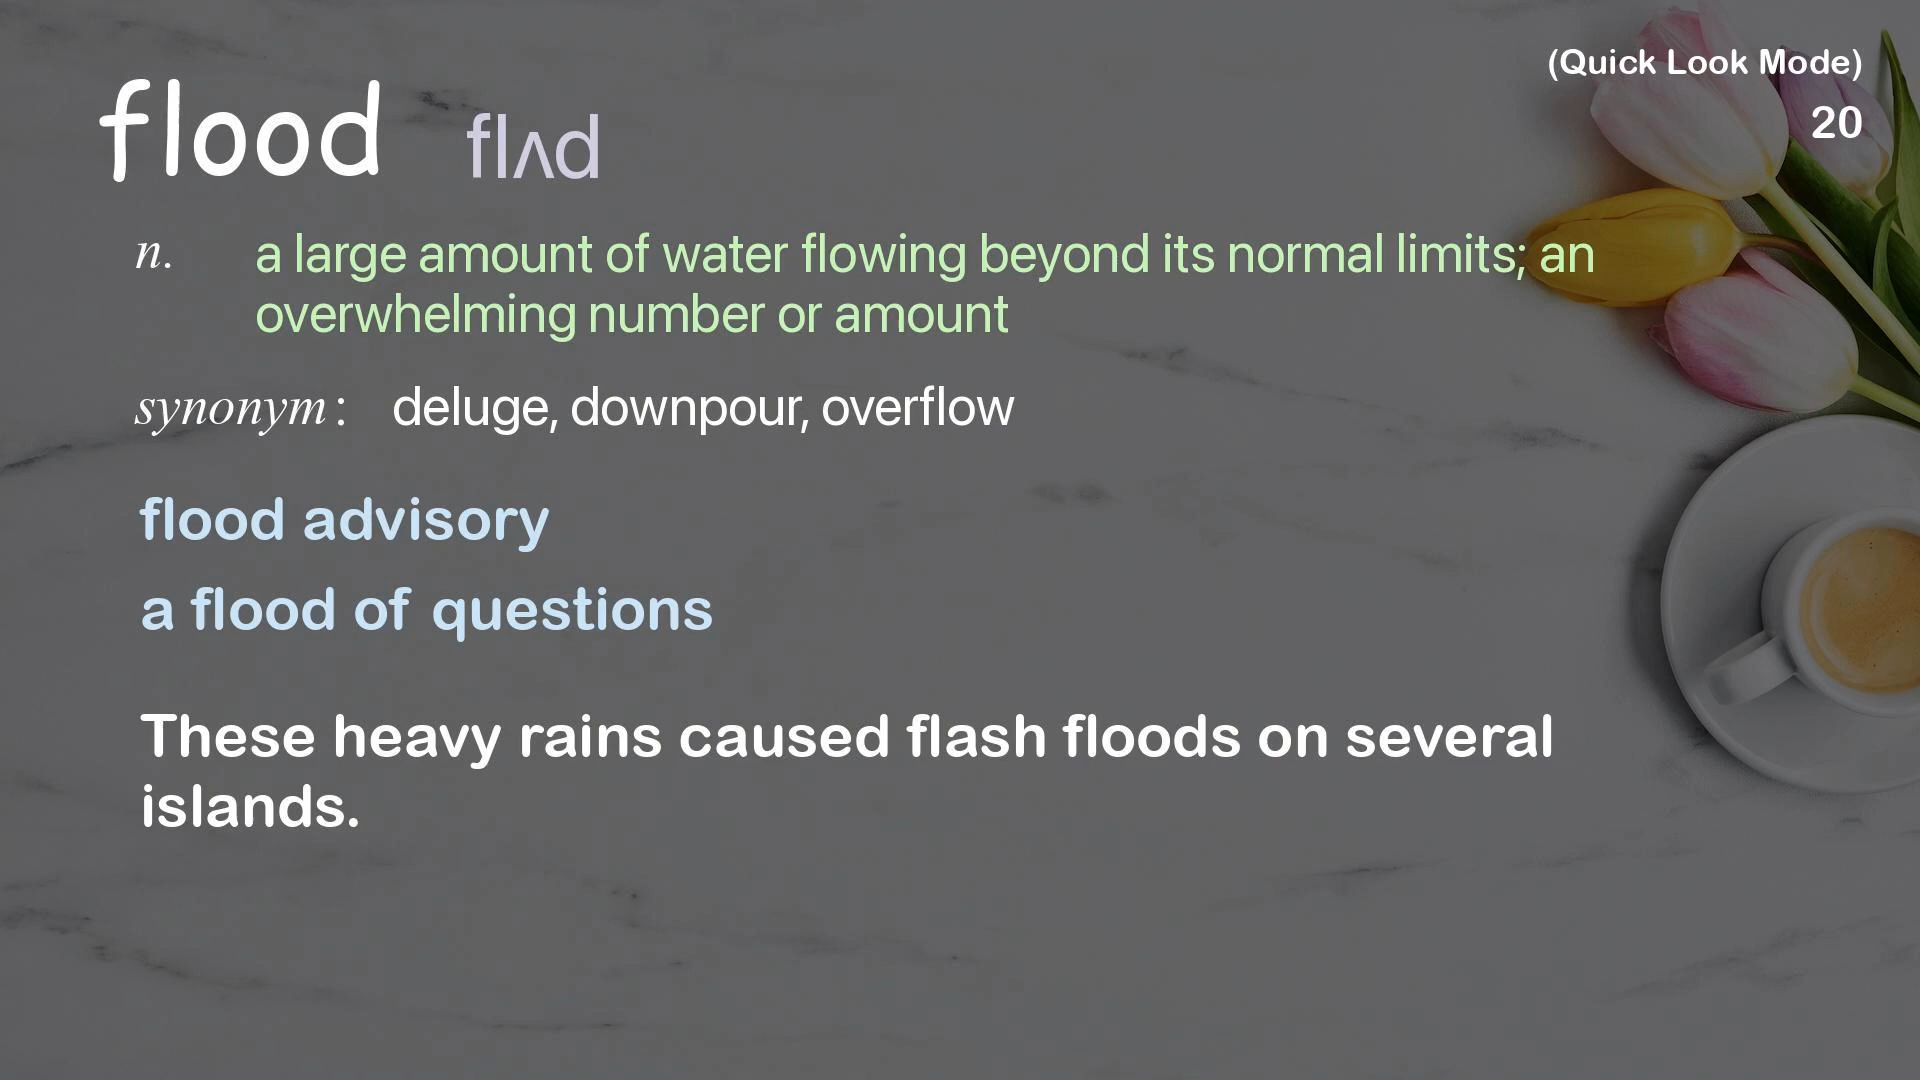 (Quick Look Mode)
20
flood flʌd
n. a large amount of water flowing beyond its normal limits; an
overwhelming number or amount
synonym: deluge, downpour, overflow
flood advisory
a flood of questions
These heavy rains caused flash floods on several
islands.